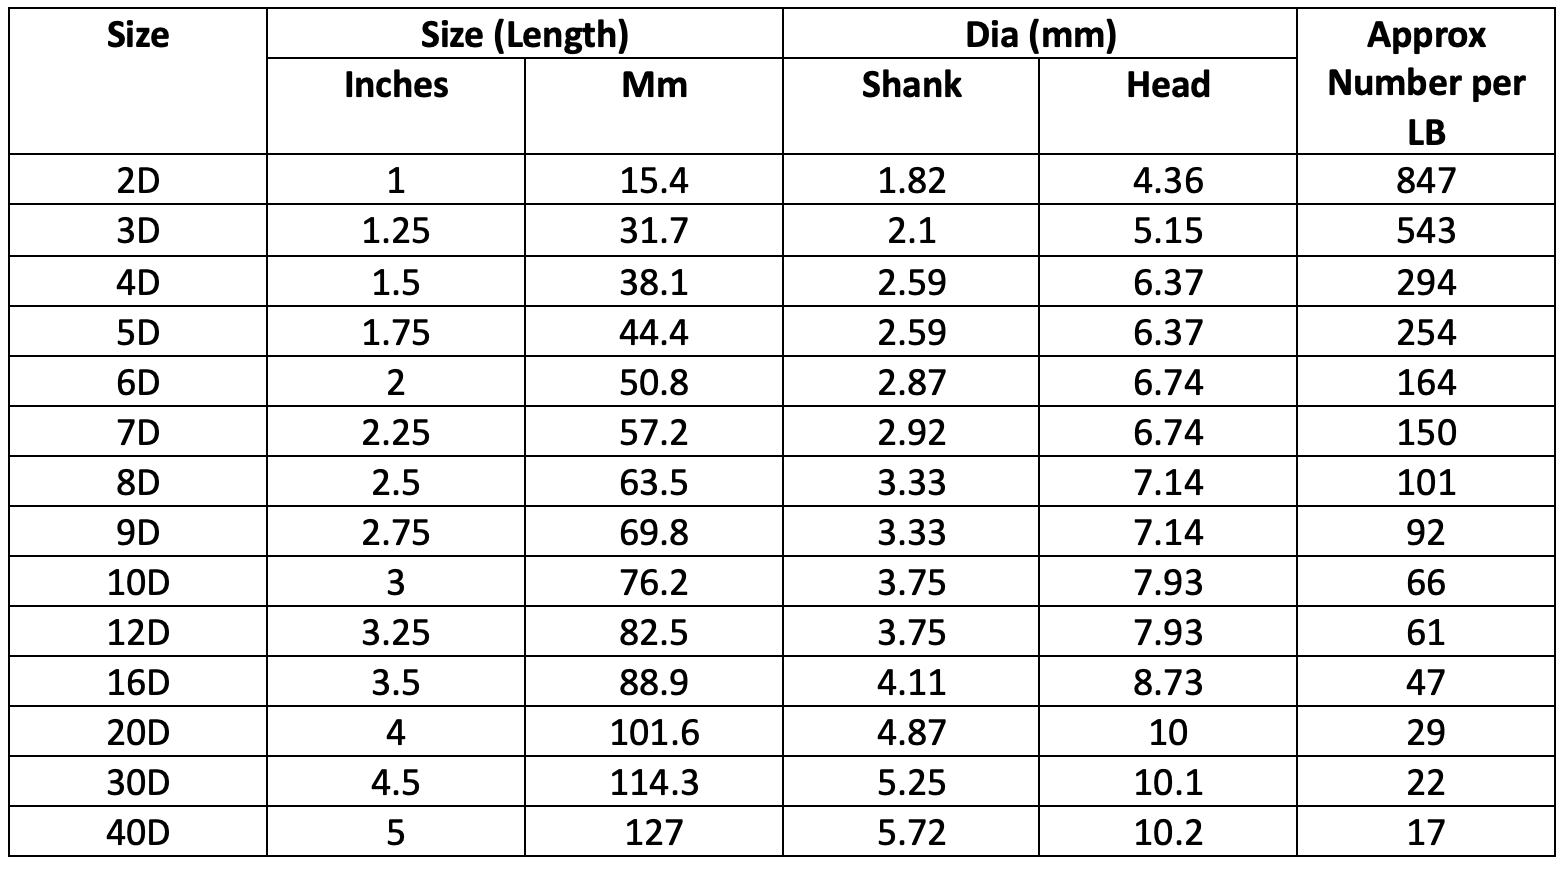 Size Size (Length) Dia (mm) Approx Number per LB
Inches Mm Shank Head
2D 1 15.4 1.82 4.36 847
3D 1.25 31.7 2.1 5.15 543
4D 1.5 38.1 2.59 6.37 294
5D 1.75 44.4 2.59 6.37 254
6D 2 50.8 2.87 6.74 164
7D 2.25 57.2 2.92 6.74 150
8D 2.5 63.5 3.33 7.14 101
9D 2.75 69.8 3.33 7.14 92
10D 3 76.2 3.75 7.93 66
12D 3.25 82.5 3.75 7.93 61
16D 3.5 88.9 4.11 8.73 47
20D 4 101.6 4.87 10 29
30D 4.5 114.3 5.25 10.1 22
40D 5 127 5.72 10.2 17